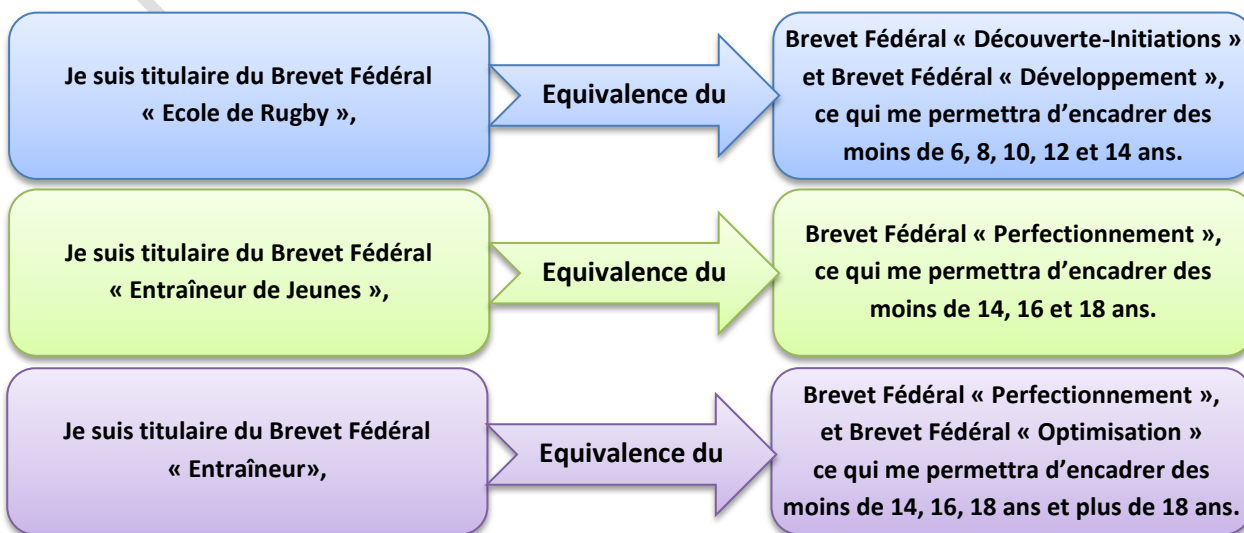 Je suis titulaire du Brevet Fédéral
« Ecole de Rugby »,
Equivalence du
Brevet Fédéral « Découverte-Initiations »
et Brevet Fédéral « Développement »,
ce qui me permettra d’encadrer des
moins de 6, 8, 10, 12 et 14 ans.
Je suis titulaire du Brevet Fédéral
« Entraîneur de Jeunes »,
Equivalence du
Brevet Fédéral « Perfectionnement »,
ce qui me permettra d’encadrer des
moins de 14, 16 et 18 ans.
Je suis titulaire du Brevet Fédéral
« Entraîneur»,
Equivalence du
Brevet Fédéral « Perfectionnement »,
et Brevet Fédéral « Optimisation »
ce qui me permettra d’encadrer des
moins de 14, 16, 18 ans et plus de 18 ans.